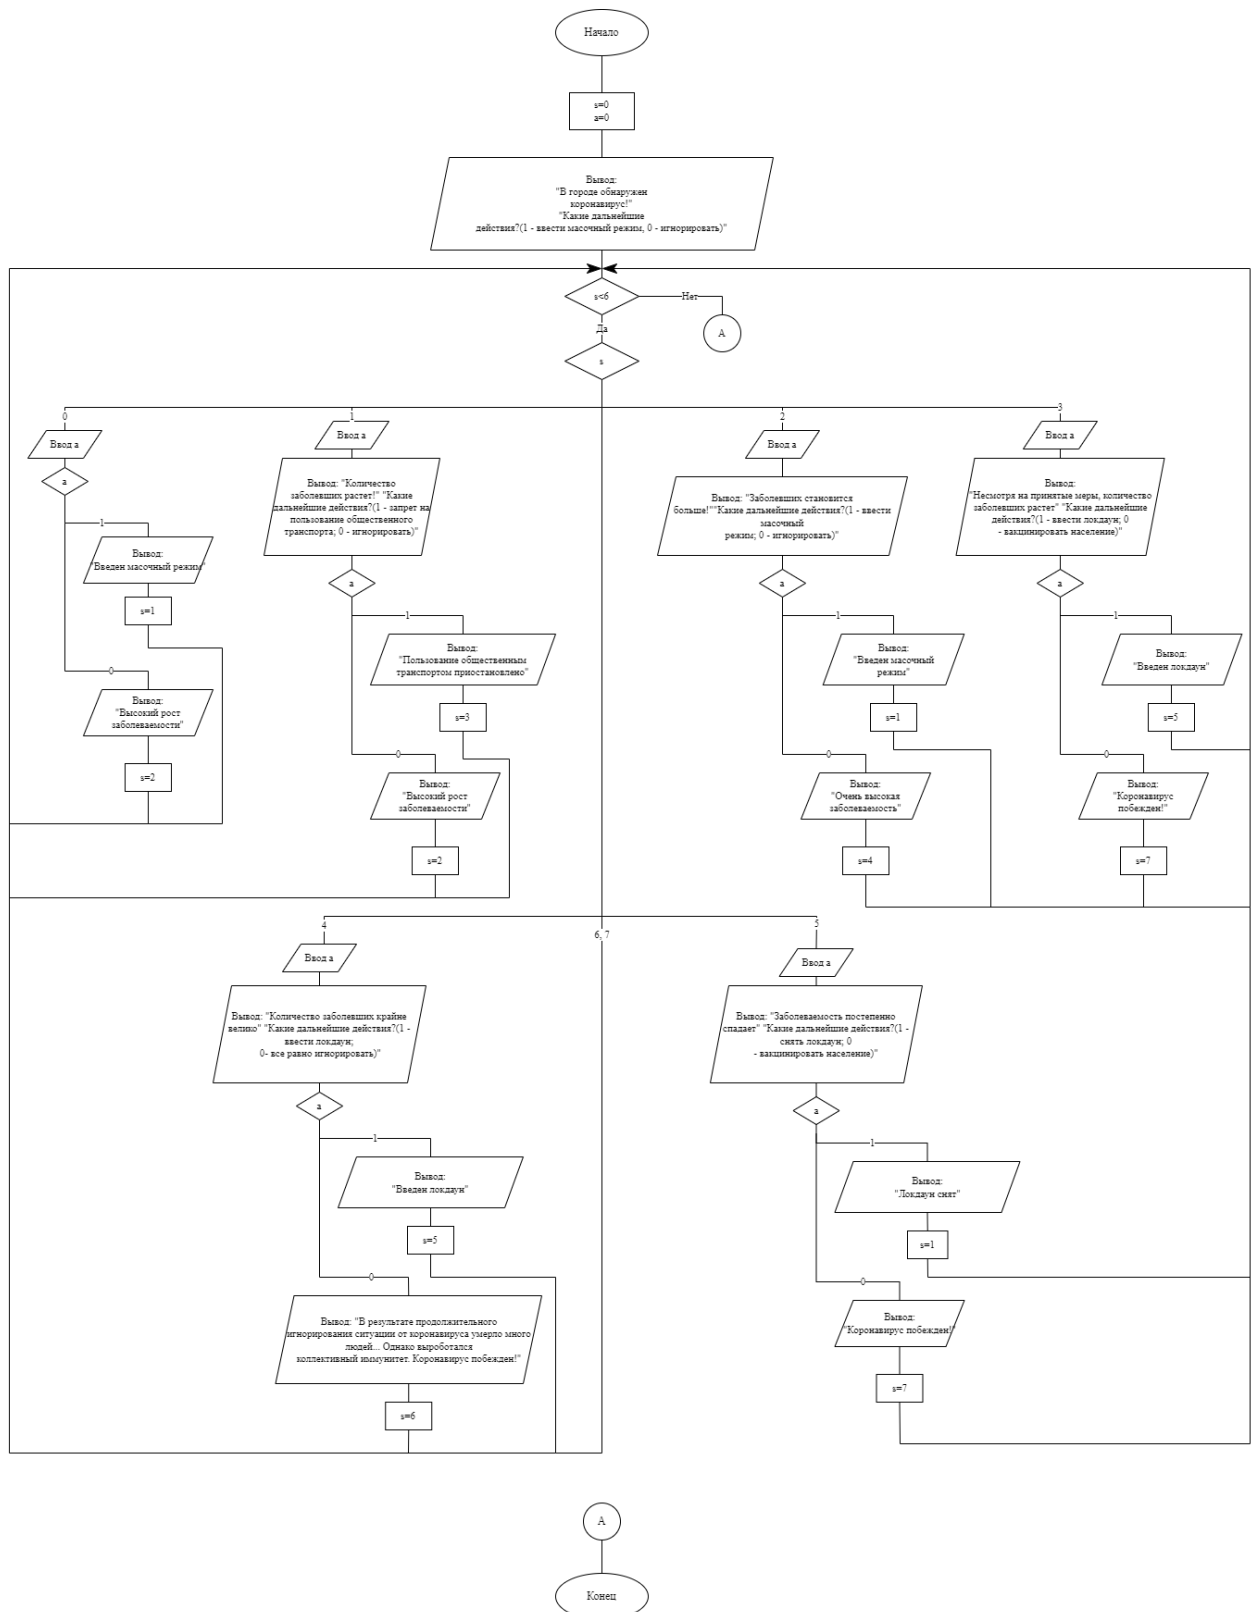 Начало
s=0
a=0
Вывод:
"В городе обнаружен
коронавирус!"
"Какие дальнейшие
действия?(1 - ввести масочный режим, 0 - игнорировать)"
s<6
Нет
A
Да
s
0
1
2
3
Ввод a
Ввод a
Ввод a
Ввод a
a
Вывод: "Количество
заболевших растет!" "Какие
дальнейшие действия?(1 - запрет на
пользование общественного
транспорта; 0 - игнорировать)"
Вывод: "Заболевших становится
больше!""Какие дальнейшие действия?(1 - ввести
масочный
режим; 0 - игнорировать)"
Вывод:
"Несмотря на принятые меры, количество
заболевших растет" "Какие дальнейшие
действия?(1 - ввести локдаун; 0
- вакцинировать население)"
1
Вывод:
"Введен масочный режим"
s=1
0
Вывод:
"Высокий рост
заболеваемости"
s=2
a
1
Вывод:
"Пользование общественным
транспортом приостановлено"
s=3
0
Вывод:
"Высокий рост
заболеваемости"
s=2
a
1
Вывод:
"Введен масочный
режим"
s=1
0
Вывод:
"Очень высокая
заболеваемость"
s=4
a
1
Вывод:
"Введен локдаун"
s=5
0
Вывод:
"Коронавирус
побежден!"
s=7
4
6, 7
5
Ввод a
Вывод: "Количество заболевших крайне
велико" "Какие дальнейшие действия?(1 -
ввести локдаун;
0- все равно игнорировать)"
a
1
Вывод:
"Введен локдаун"
s=5
0
Вывод: "В результате продолжительного
игнорирования ситуации от коронавируса умерло много
людей... Однако выроботался
коллективный иммунитет. Коронавирус побежден!"
s=6
Ввод a
Вывод: "Заболеваемость постепенно
спадает" "Какие дальнейшие действия?(1 -
снять локдаун; 0
- вакцинировать население)"
a
1
Вывод:
"Локдаун снят"
s=1
0
Вывод:
"Коронавирус побежден!"
s=7
A
Конец